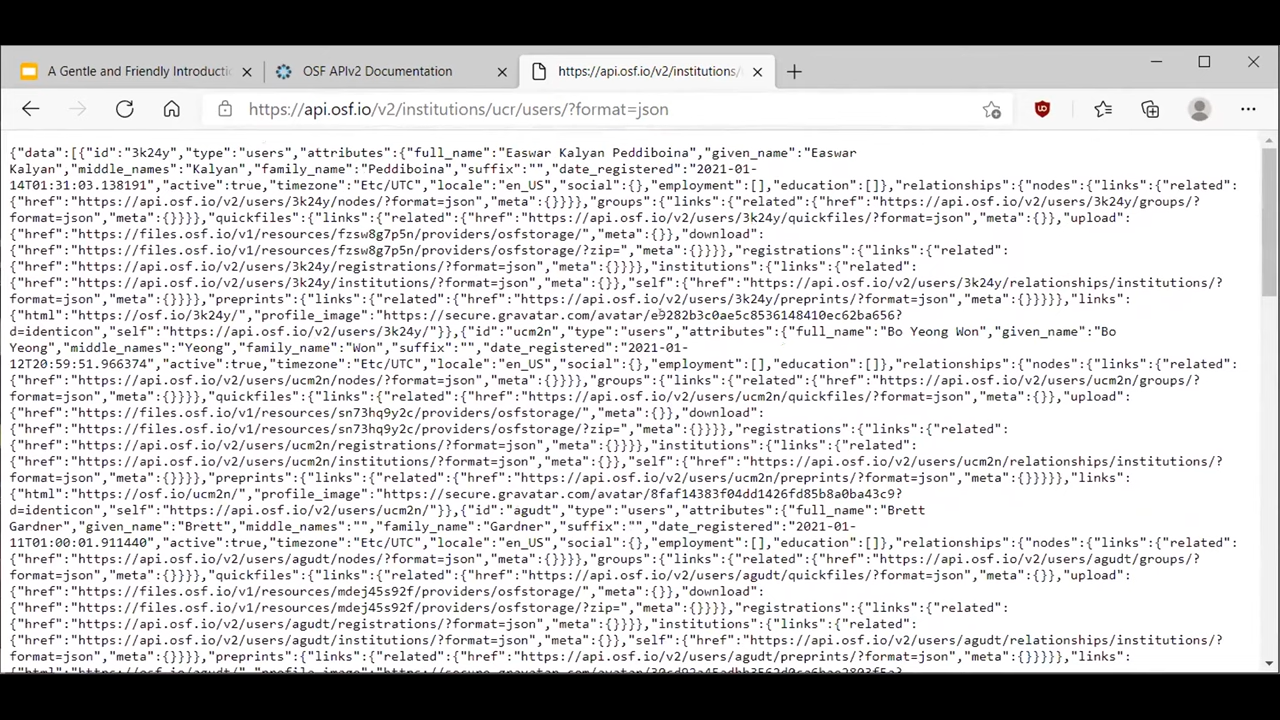 A Gentle and Friendly Introducti
OSF APIv2 Documentation
https://api.osf.io/v2/institutions/
https://api.osf.io/v2/institutions/ucr/users/?format=json
{"data":[{"id":"3k24y","type":"users","attributes":{"full_name":"Easwar Kalyan Peddiboina","given_name":"Easwar
Kalyan","middle_names":"Kalyan","family_name":"Peddiboina","suffix":"","date_registered":"2021-01-
14T01:31:03.138191","active":true,"timezone":"Etc/UTC","locale":"en_US","social":{},"employment":[],"education":[]},"relationships":{"nodes":{"links":{"related":
{"href":"https://api.osf.io/v2/users/3k24y/nodes/?format=json","meta":{}}}},"groups":{"links":{"related":{"href":"https://api.osf.io/v2/users/3k24y/groups/?
format=json","meta":{}}}},"quickfiles":{"links":{"related":{"href":"https://api.osf.io/v2/users/3k24y/quickfiles/?format=json","meta":{}},"upload":
{"href":"https://files.osf.io/v1/resources/fzsw8g7p5n/providers/osfstorage/","meta":{}},"download":
{"href":"https://files.osf.io/v1/resources/fzsw8g7p5n/providers/osfstorage/?zip=","meta":{}}}},"registrations":{"links":{"related":
{"href":"https://api.osf.io/v2/users/3k24y/registrations/?format=json","meta":{}}}},"institutions":{"links":{"related":
{"href":"https://api.osf.io/v2/users/3k24y/institutions/?format=json","meta":{}},"self":{"href":"https://api.osf.io/v2/users/3k24y/relationships/institutions/?
format=json","meta":{}}}},"preprints":{"links":{"related":{"href":"https://api.osf.io/v2/users/3k24y/preprints/?format=json","meta":{}}}}},"links":
{"html":"https://osf.io/3k24y/","profile_image":"https://secure.gravatar.com/avatar/e9282b3c0ae5c8536148410ec62ba656?
d=identicon","self":"https://api.osf.io/v2/users/3k24y/"}},{"id":"ucm2n","type":"users","attributes":{"full_name":"Bo Yeong Won","given_name":"Bo
Yeong","middle_names":"Yeong","family_name":"Won","suffix":"","date_registered":"2021-01-
12T20:59:51.966374","active":true,"timezone":"Etc/UTC","locale":"en_US","social":{},"employment":[],"education":[]},"relationships":{"nodes":{"links":{"related":
{"href":"https://api.osf.io/v2/users/ucm2n/nodes/?format=json","meta":{}}}},"groups":{"links":{"related":{"href":"https://api.osf.io/v2/users/ucm2n/groups/?
format=json","meta":{}}}},"quickfiles":{"links":{"related":{"href":"https://api.osf.io/v2/users/ucm2n/quickfiles/?format=json","meta":{}},"upload":
{"href":"https://files.osf.io/v1/resources/sn73hq9y2c/providers/osfstorage/","meta":{}},"download":
{"href":"https://files.osf.io/v1/resources/sn73hq9y2c/providers/osfstorage/?zip=","meta":{}}}},"registrations":{"links":{"related":
{"href":"https://api.osf.io/v2/users/ucm2n/registrations/?format=json","meta":{}}}},"institutions":{"links":{"related":
{"href":"https://api.osf.io/v2/users/ucm2n/institutions/?format=json","meta":{}},"self":{"href":"https://api.osf.io/v2/users/ucm2n/relationships/institutions/?
format=json","meta":{}}}},"preprints":{"links":{"related":{"href":"https://api.osf.io/v2/users/ucm2n/preprints/?format=json","meta":{}}}}},"links":
{"html":"https://osf.io/ucm2n/","profile_image":"https://secure.gravatar.com/avatar/8faf14383f04dd1426fd85b8a0ba43c9?
d=identicon","self":"https://api.osf.io/v2/users/ucm2n/"}},{"id":"agudt","type":"users","attributes":{"full_name":"Brett
Gardner","given_name":"Brett","middle_names":"","family_name":"Gardner","suffix":"","date_registered":"2021-01-
11T01:00:01.911440","active":true,"timezone":"Etc/UTC","locale":"en_US","social":{},"employment":[],"education":[]},"relationships":{"nodes":{"links":{"related":
{"href":"https://api.osf.io/v2/users/agudt/nodes/?format=json","meta":{}}}},"groups":{"links":{"related":{"href":"https://api.osf.io/v2/users/agudt/groups/?
format=json","meta":{}}}},"quickfiles":{"links":{"related":{"href":"https://api.osf.io/v2/users/agudt/quickfiles/?format=json","meta":{}},"upload":
{"href":"https://files.osf.io/v1/resources/mdej45s92f/providers/osfstorage/","meta":{}},"download":
{"href":"https://files.osf.io/v1/resources/mdej45s92f/providers/osfstorage/?zip=","meta":{}}}},"registrations":{"links":{"related":
{"href":"https://api.osf.io/v2/users/agudt/registrations/?format=json","meta":{}}}},"institutions":{"links":{"related":
{"href":"https://api.osf.io/v2/users/agudt/institutions/?format=json","meta":{}},"self":{"href":"https://api.osf.io/v2/users/agudt/relationships/institutions/?
format=json","meta":{}}}},"preprints":{"links":{"related":{"href":"https://api.osf.io/v2/users/agudt/preprints/?format=json","meta":{}}}}},"links":